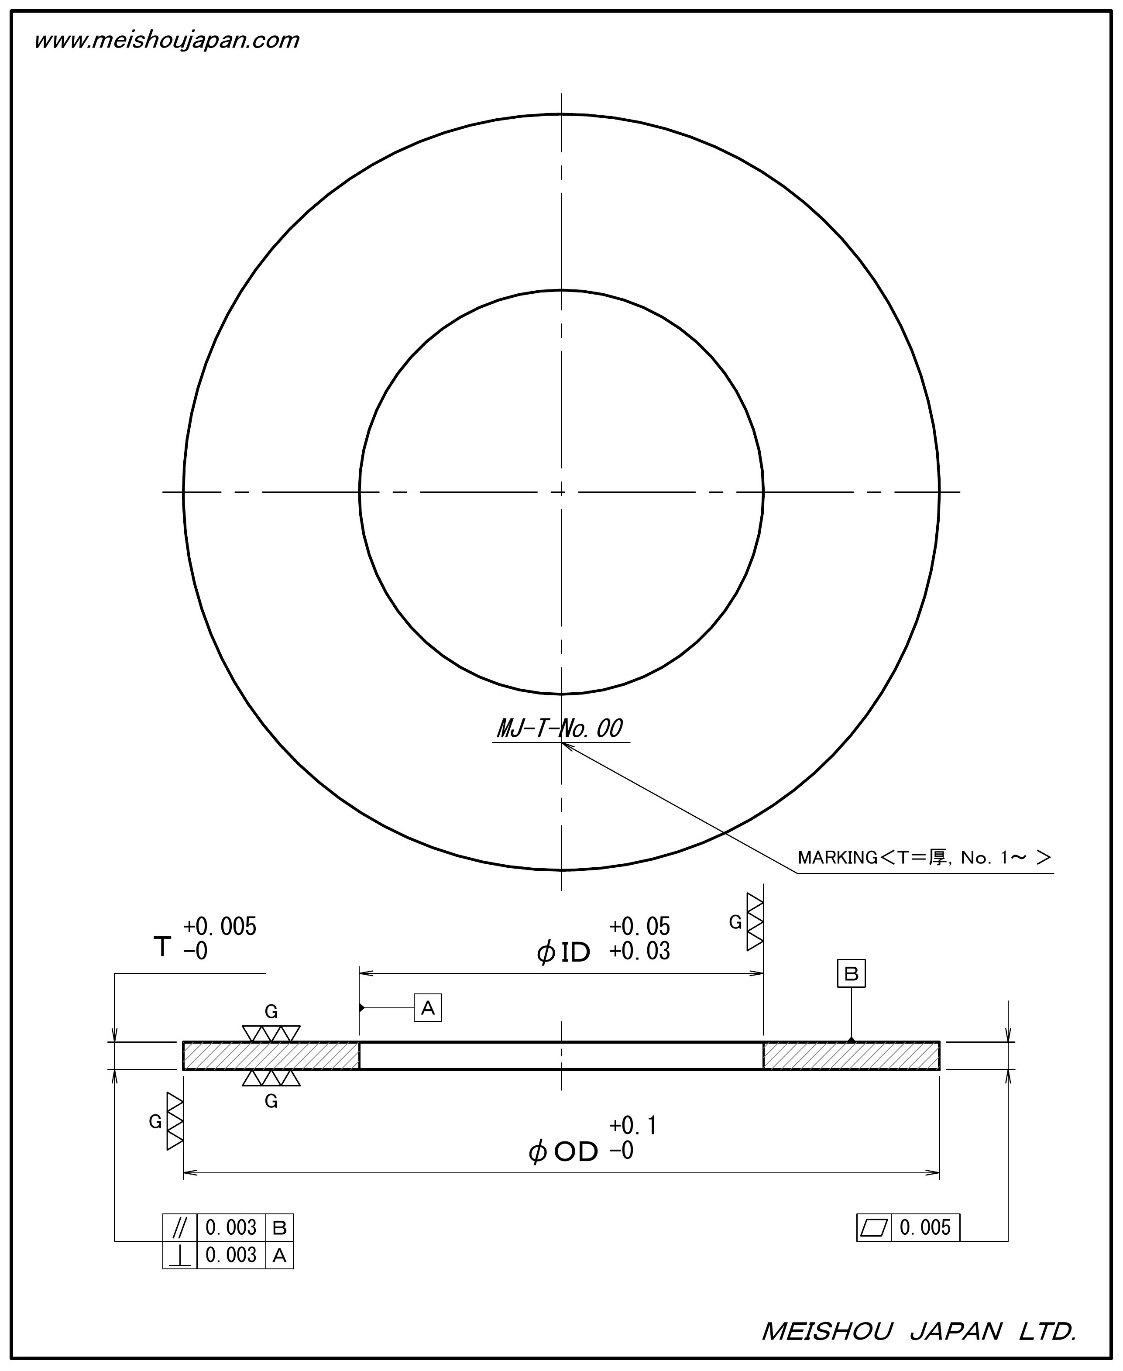 www.meishoujapan.com
MJ-T-No. 00
MARKING<T=厚, No. 1~ >
T +0.005
-0
φID +0.05
+0.03
G
B
A
G
G
G
φOD +0.1
-0
// 0.003 B
⊥ 0.003 A
▱ 0.005
MEISHOU JAPAN LTD.